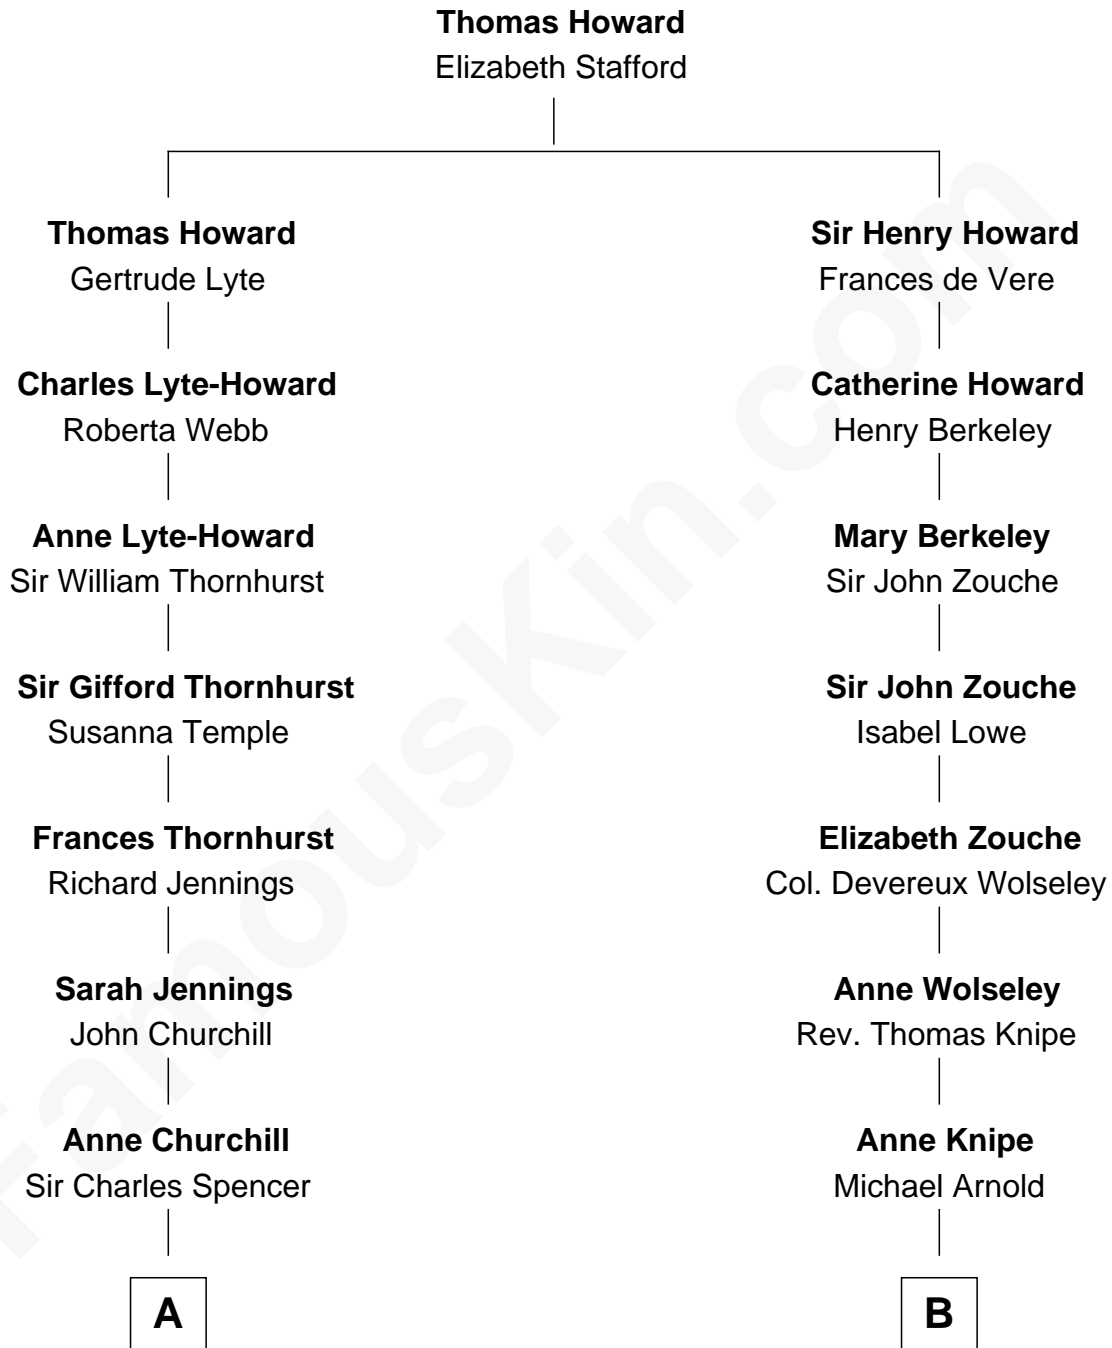 Thomas Howard
Elizabeth Stafford
Thomas Howard
Gertrude Lyte
Charles Lyte-Howard
Roberta Webb
Anne Lyte-Howard
Sir William Thornhurst
Sir Gifford Thornhurst
Susanna Temple
Frances Thornhurst
Richard Jennings
Sarah Jennings
John Churchill
Anne Churchill
Sir Charles Spencer
A
Sir Henry Howard
Frances de Vere
Catherine Howard
Henry Berkeley
Mary Berkeley
Sir John Zouche
Sir John Zouche
Isabel Lowe
Elizabeth Zouche
Col. Devereux Wolseley
Anne Wolseley
Rev. Thomas Knipe
Anne Knipe
Michael Arnold
B
FamousKin.com